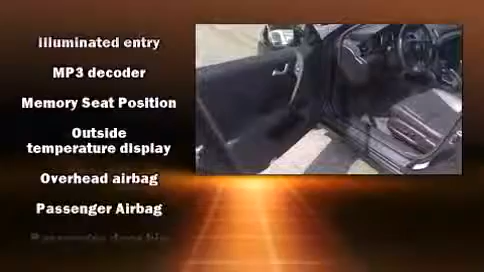 Illuminated entry
MP3 decoder
Memory Seat Position
Outside
temperature display
Overhead airbag
Passenger Airbag